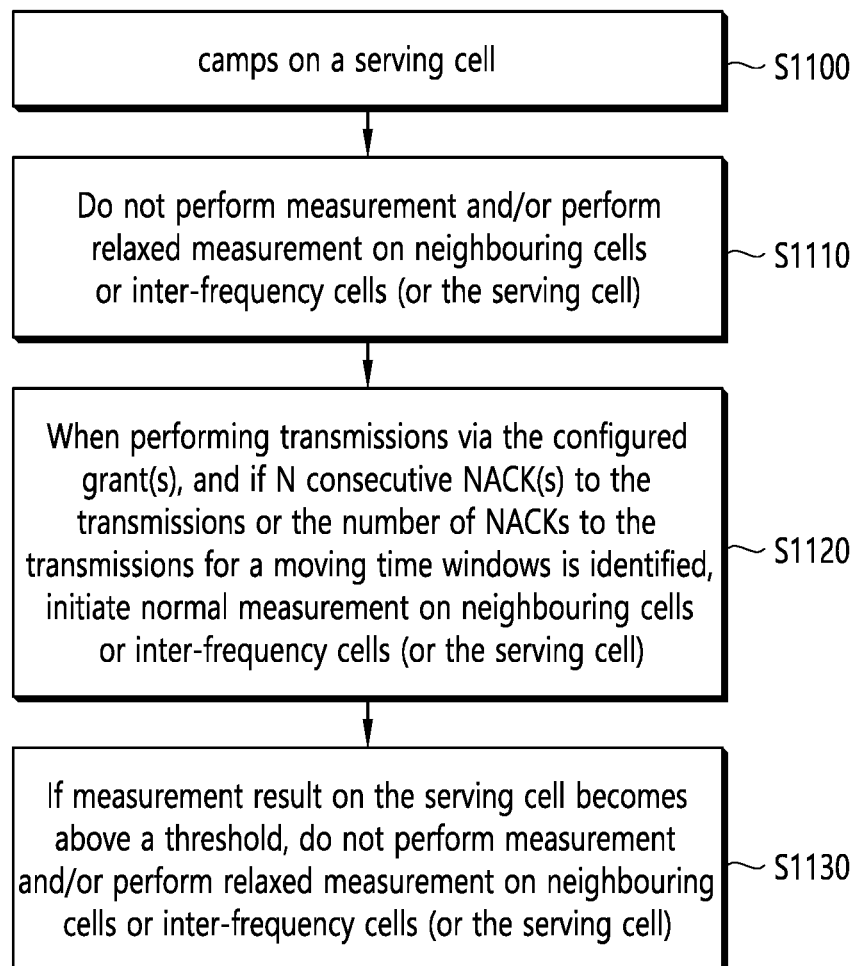 camps on a serving cell
S1100
Do not perform measurement and/or perform
relaxed measurement on neighbouring cells
or inter-frequency cells (or the serving cell)
S1110
When performing transmissions via the configured
grant(s), and if N consecutive NACK(s) to the
transmissions or the number of NACKs to the
transmissions for a moving time windows is identified,
initiate normal measurement on neighbouring cells
or inter-frequency cells (or the serving cell)
S1120
If measurement result on the serving cell becomes
above a threshold, do not perform measurement
and/or perform relaxed measurement on neighbouring
cells or inter-frequency cells (or the serving cell)
S1130